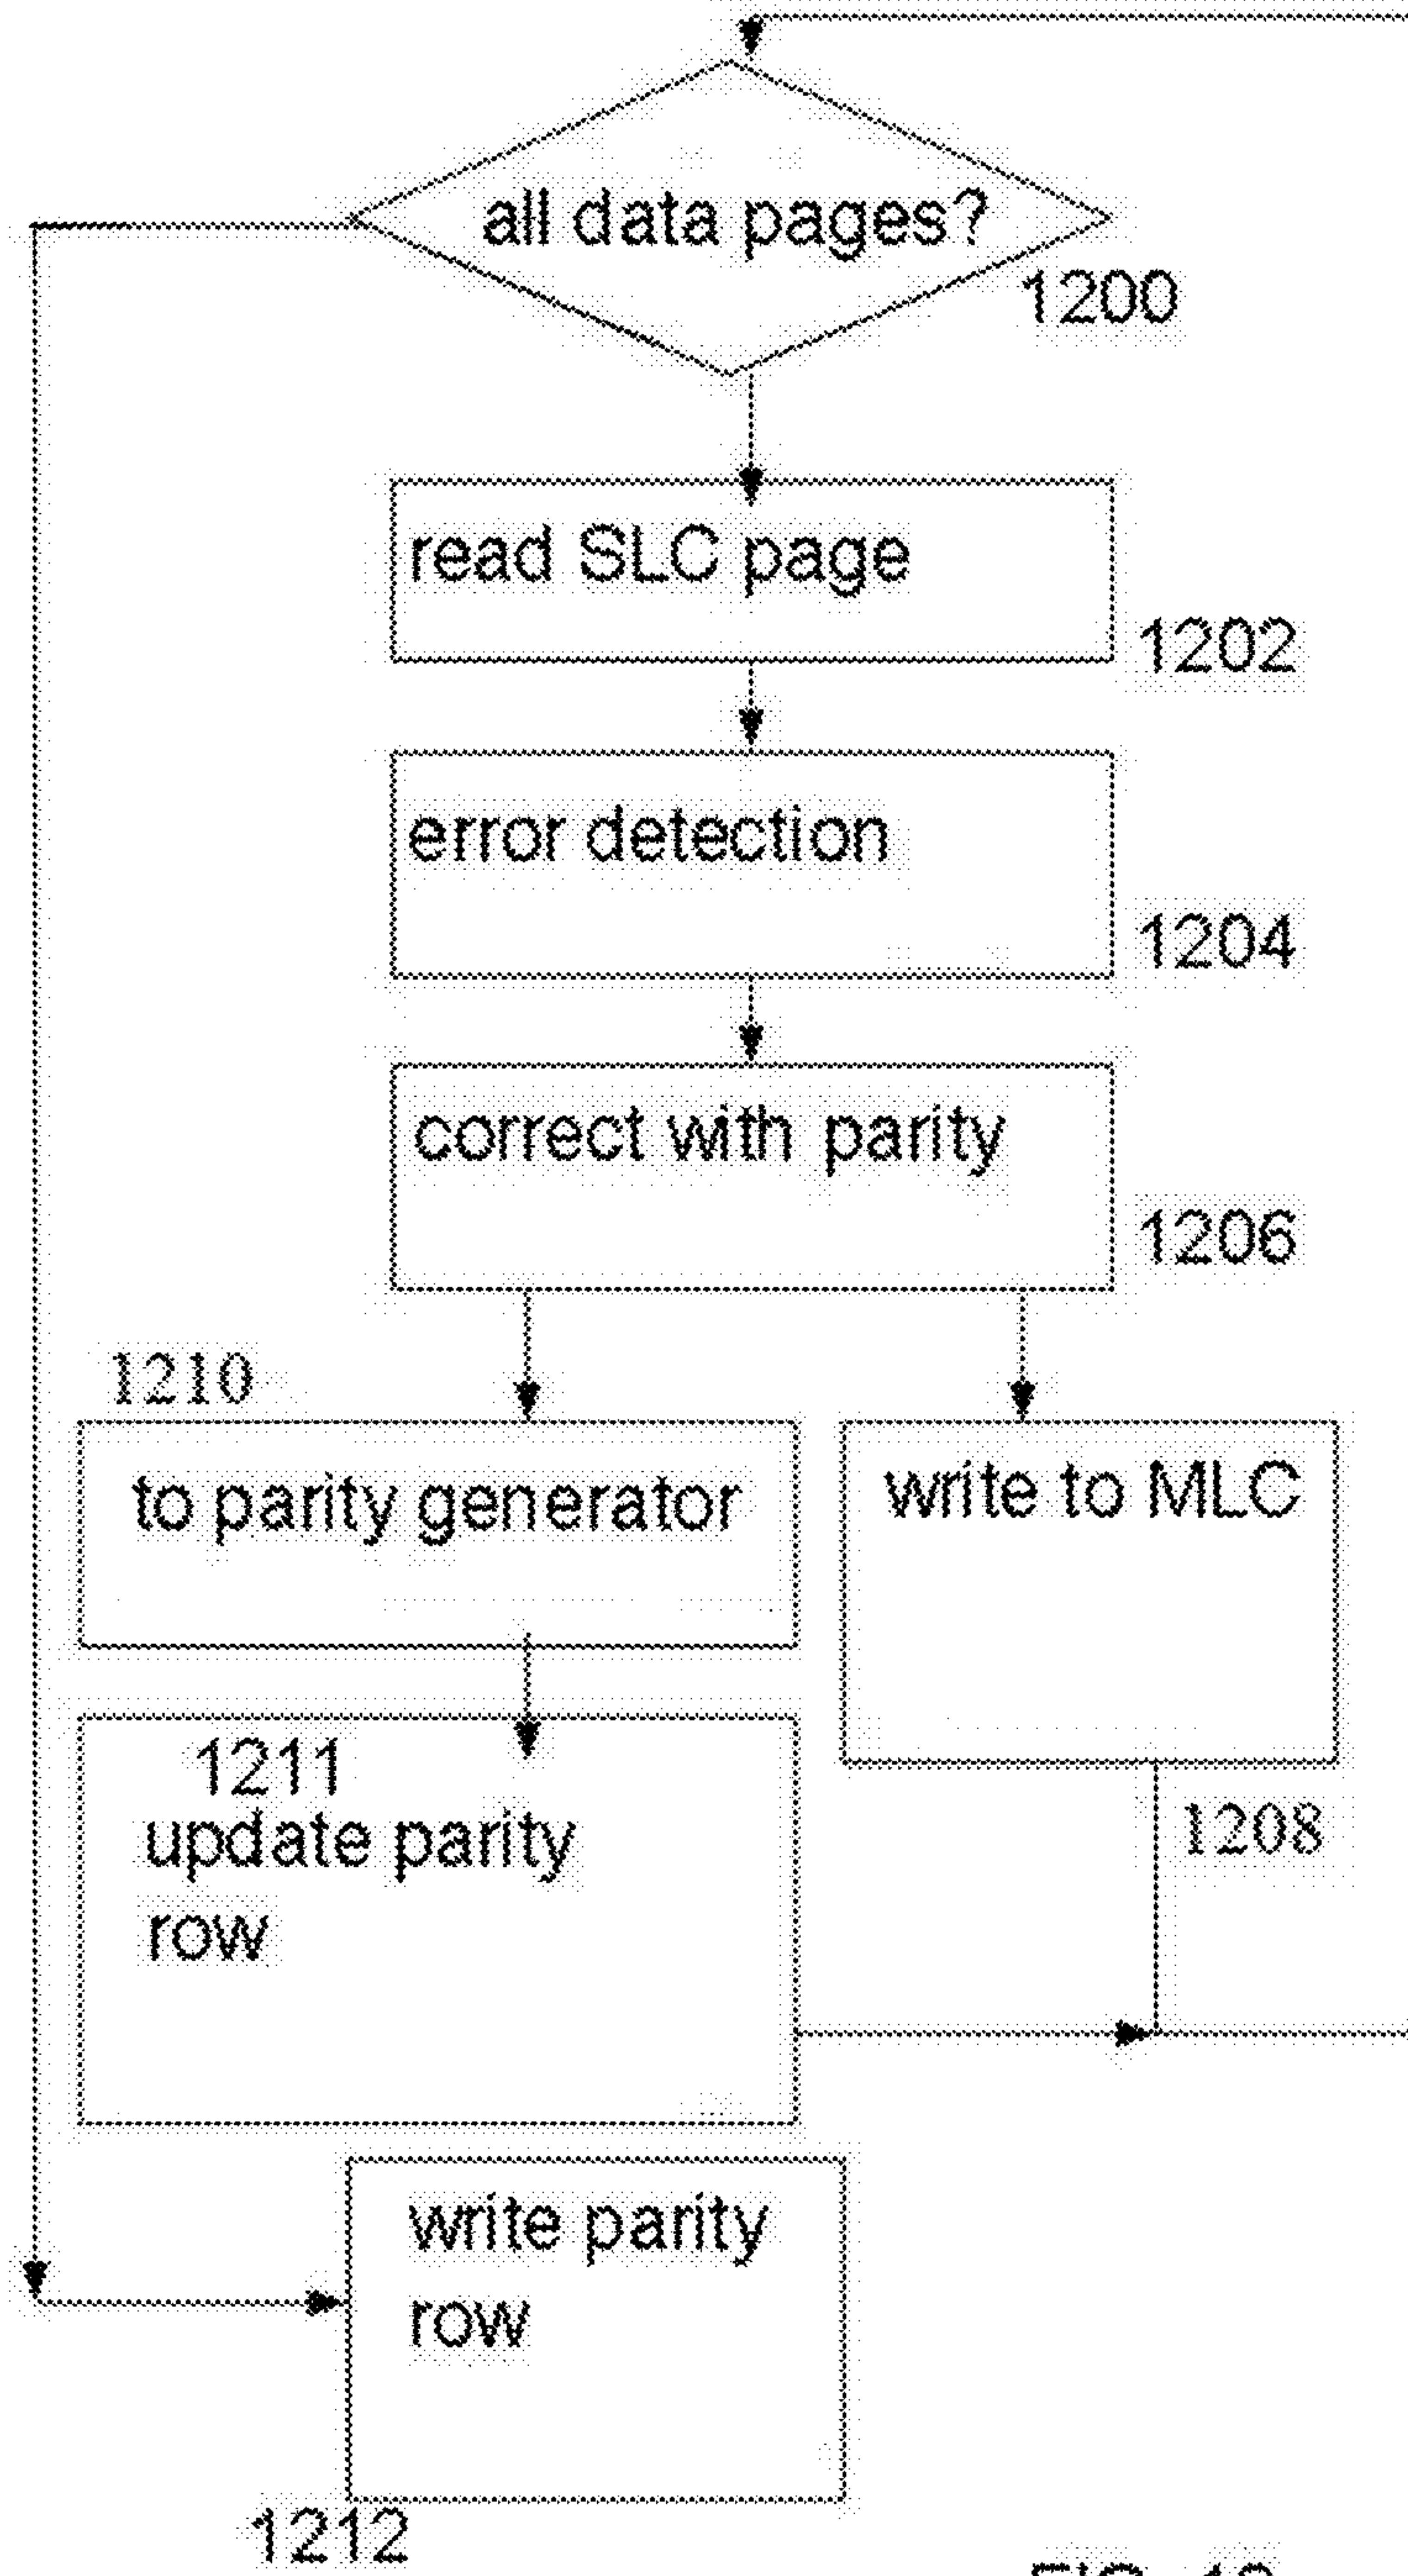 all data pages?
1200
read SLC page
1202
error detection
1204
correct with parity
1206
1210
to parity generator
write to MLC
1211
update parity
row
1208
write parity
row
1212